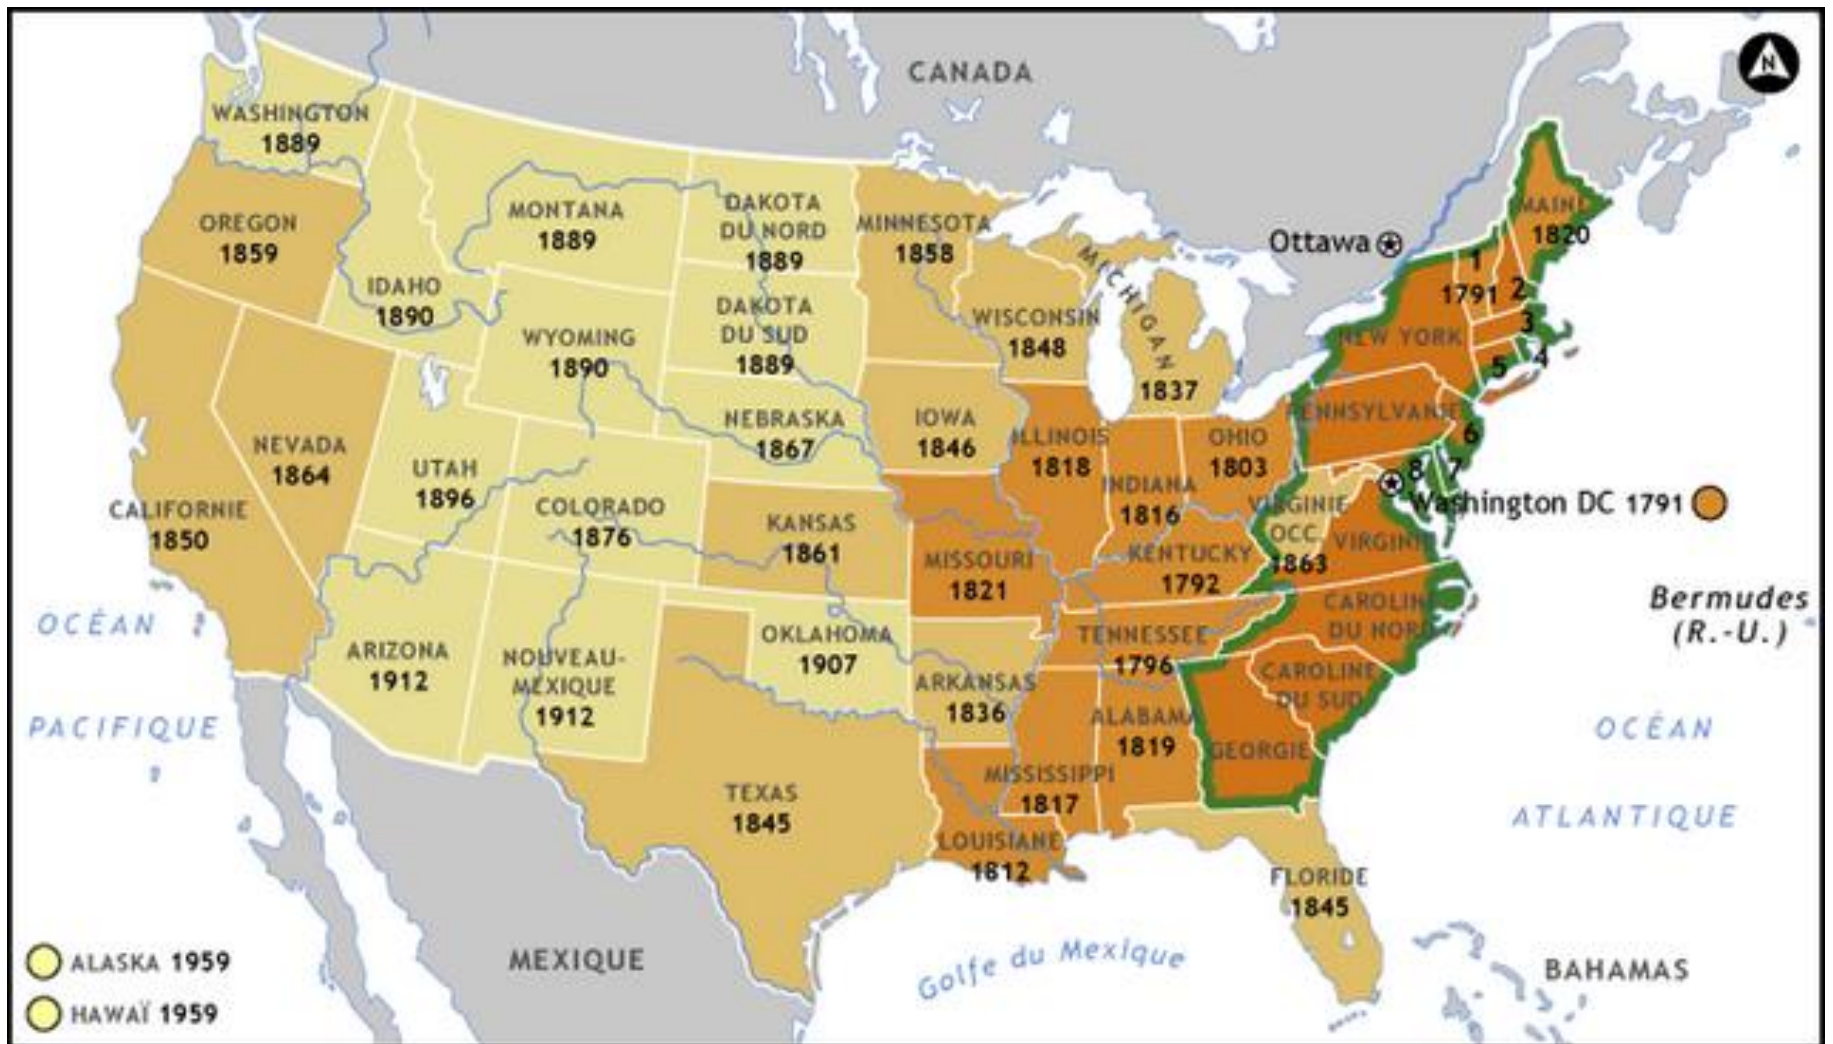 N
CANADA
WASHINGTON
1889
OREGON
1859
IDAHO
1890
MONTANA
1889
DAKOTA
DU NORD
1889
DAKOTA
DU SUD
1889
WYOMING
1890
MINNESOTA
1858
WISCONSIN
1848
MICHIGAN
1837
Ottawa
MAINE
1820
1
1791
2
3
4
5
NEW YORK
PENNSYLVANIE
6
7
8
Washington DC 1791
NEBRASKA
1867
IOWA
1846
ILLINOIS
1818
INDIANA
1816
OHIO
1803
VIRGINIE
OCC.
1863
VIRGINIE
NEVADA
1864
UTAH
1896
COLORADO
1876
CALIFORNIE
1850
KANSAS
1861
MISSOURI
1821
KENTUCKY
1792
CAROLINE
DU NORD
TENNESSEE
1796
CAROLINE
DU SUD
ARIZONA
1912
NOUVEAU-
MEXIQUE
1912
OKLAHOMA
1907
ARKANSAS
1836
ALABAMA
1819
GEORGIE
MISSISSIPPI
1817
TEXAS
1845
LOUISIANE
1812
FLORIDE
1845
OCÉAN
PACIFIQUE
Bermudes
(R.-U.)
OCÉAN
ATLANTIQUE
MEXIQUE
Golfe du Mexique
BAHAMAS
ALASKA 1959
HAWAÏ 1959